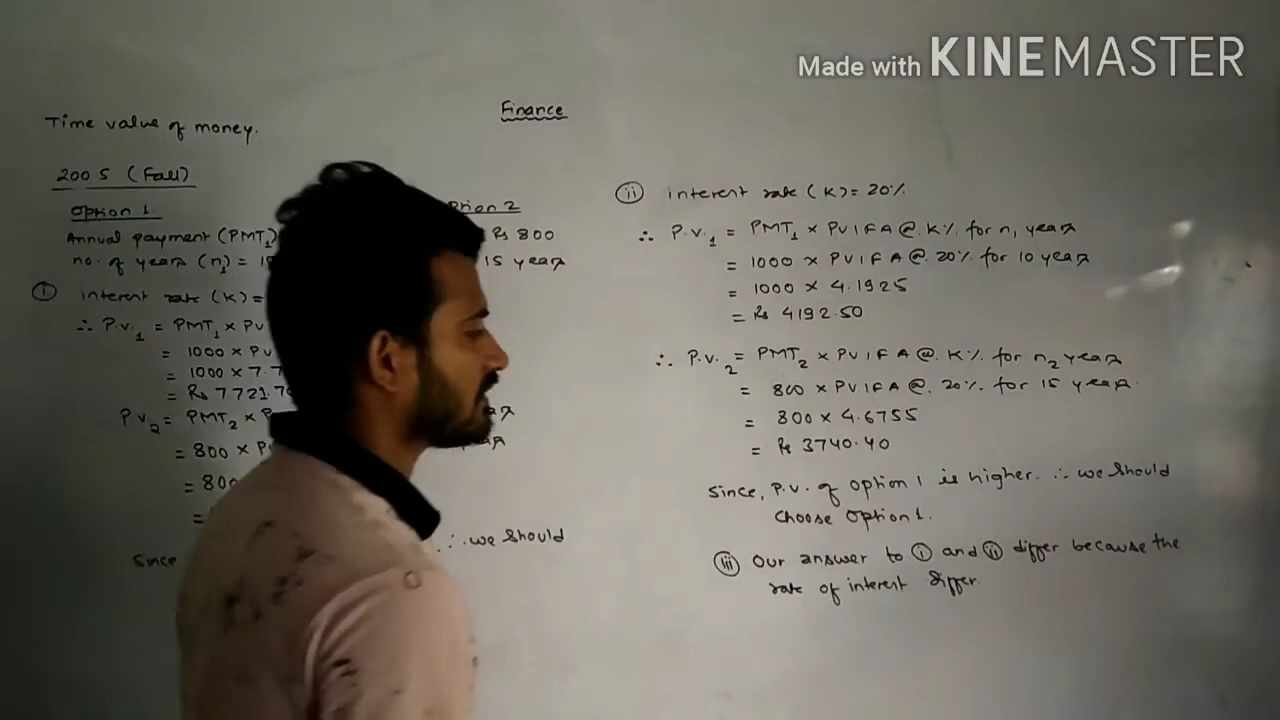 Made with KINEMASTER
Finance
Time value of money.
2005 (Fall)
Option 1.
Annual payment (PMT1)
no. of years (n1) =
ption 2
Rs 800
15 years
i interest rate (K) =
∴ P.V.1 = PMT1 × PV
= 1000 × PV
= 1000 × 7.7
= Rs 7721.7
PV2 = PMT2 × P
= 800 × P
= 800
=
Since
∴ we should
ii interest rate (K) = 20%
∴ P.V.1 = PMT1 × PVIFA @ K% for n1 years
= 1000 × PVIFA @ 20% for 10 years
= 1000 × 4.1925
= Rs 4192.50
∴ P.V.2 = PMT2 × PVIFA @ K% for n2 years
= 800 × PVIFA @ 20% for 15 years.
= 800 × 4.6755
= Rs 3740.40
Since, P.V. of option 1 is higher. ∴ we should
choose option 1.
iii Our answer to i and ii differ because the
rate of interest differ.